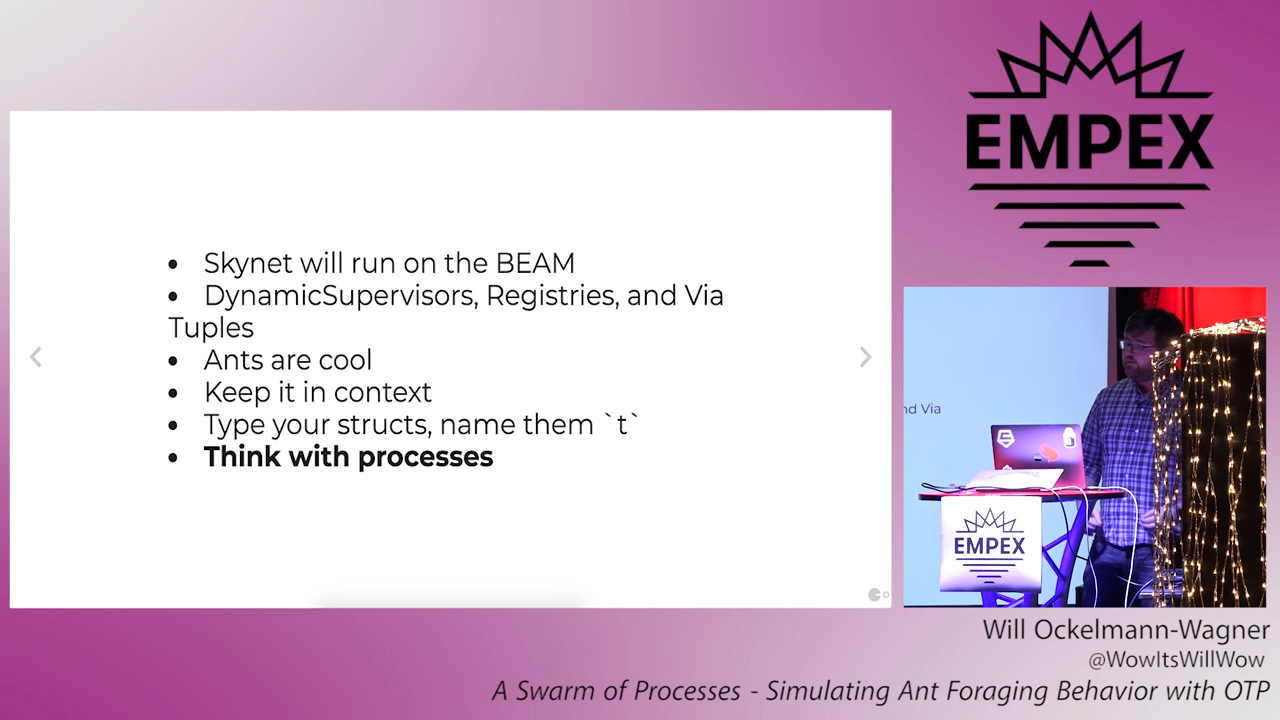 EMPEX
• Skynet will run on the BEAM
• DynamicSupervisors, Registries, and Via
Tuples
• Ants are cool
• Keep it in context
• Type your structs, name them `t`
• Think with processes
nd Via
EMPEX
Will Ockelmann-Wagner
@WowItsWillWow
A Swarm of Processes - Simulating Ant Foraging Behavior with OTP